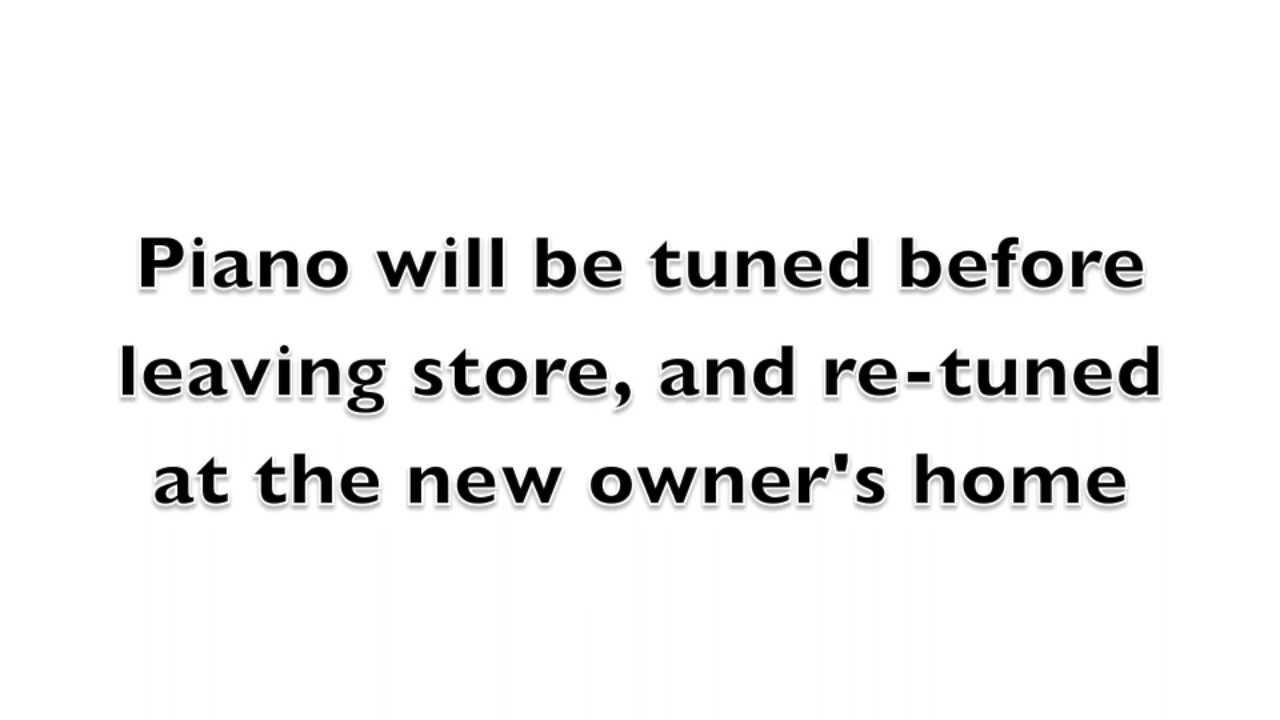 Piano will be tuned before
leaving store, and re-tuned
at the new owner's home